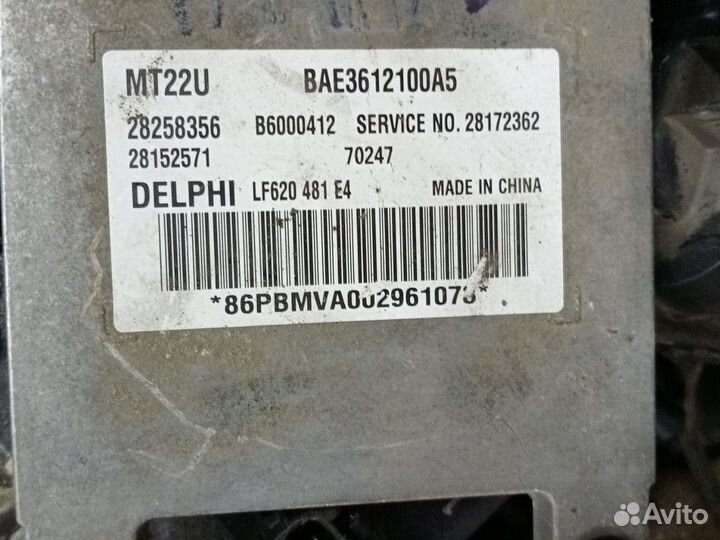 MT22U BAE3612100A5
28258356 B6000412 SERVICE NO. 28172362
28152571 70247
DELPHI LF620 481 E4 MADE IN CHINA
Avito